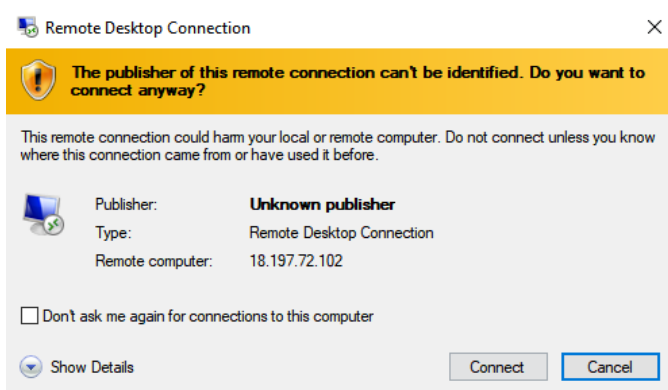 Remote Desktop Connection
The publisher of this remote connection can't be identified. Do you want to
connect anyway?
This remote connection could harm your local or remote computer. Do not connect unless you know
where this connection came from or have used it before.
Publisher: Unknown publisher
Type: Remote Desktop Connection
Remote computer: 18.197.72.102
Don't ask me again for connections to this computer
Show Details Connect Cancel